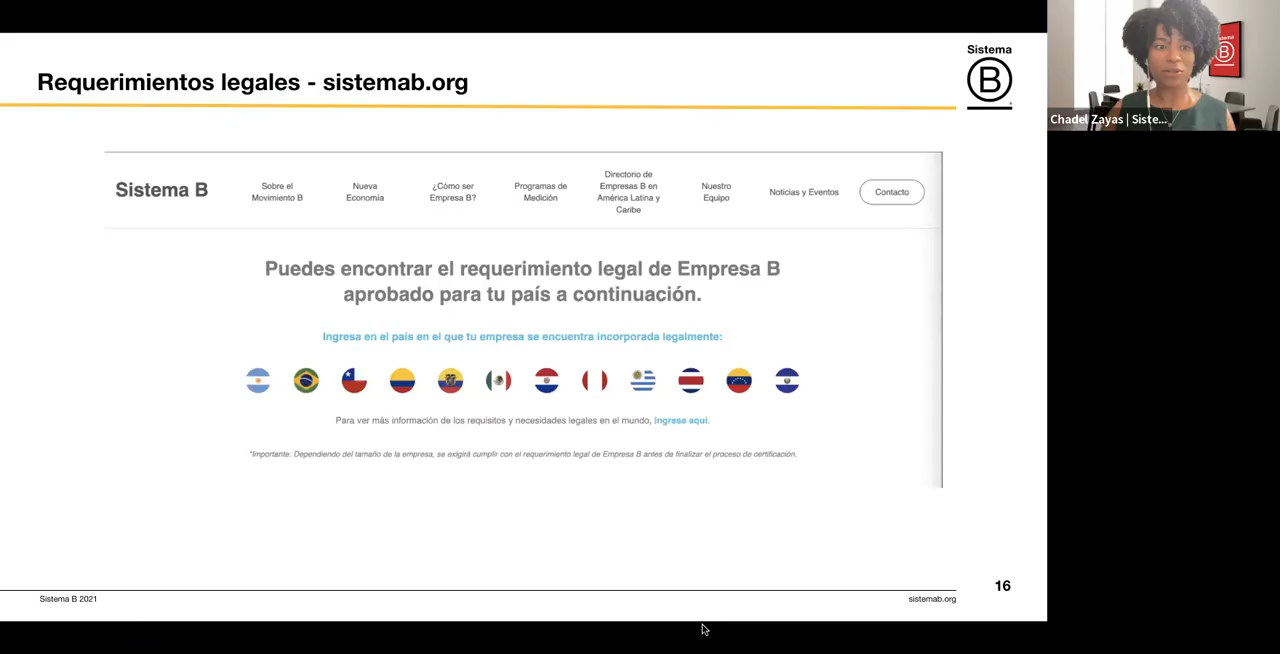 Requerimientos legales - sistemab.org
Sistema
B
Sistema B
Sobre el
Movimiento B
Nueva
Economía
¿Cómo ser
Empresa B?
Programas de
Medición
Directorio de
Empresas B en
América Latina y
Caribe
Nuestro
Equipo
Noticias y Eventos
Contacto
Puedes encontrar el requerimiento legal de Empresa B
aprobado para tu país a continuación.
Ingresa en el país en el que tu empresa se encuentra incorporada legalmente:
Para ver más información de los requisitos y necesidades legales en el mundo, ingrese aquí.
*Importante: Dependiendo del tamaño de la empresa, se exigirá cumplir con el requerimiento legal de Empresa B antes de finalizar el proceso de certificación.
Sistema B 2021
sistemab.org
16
B
Chadel Zayas | Siste...